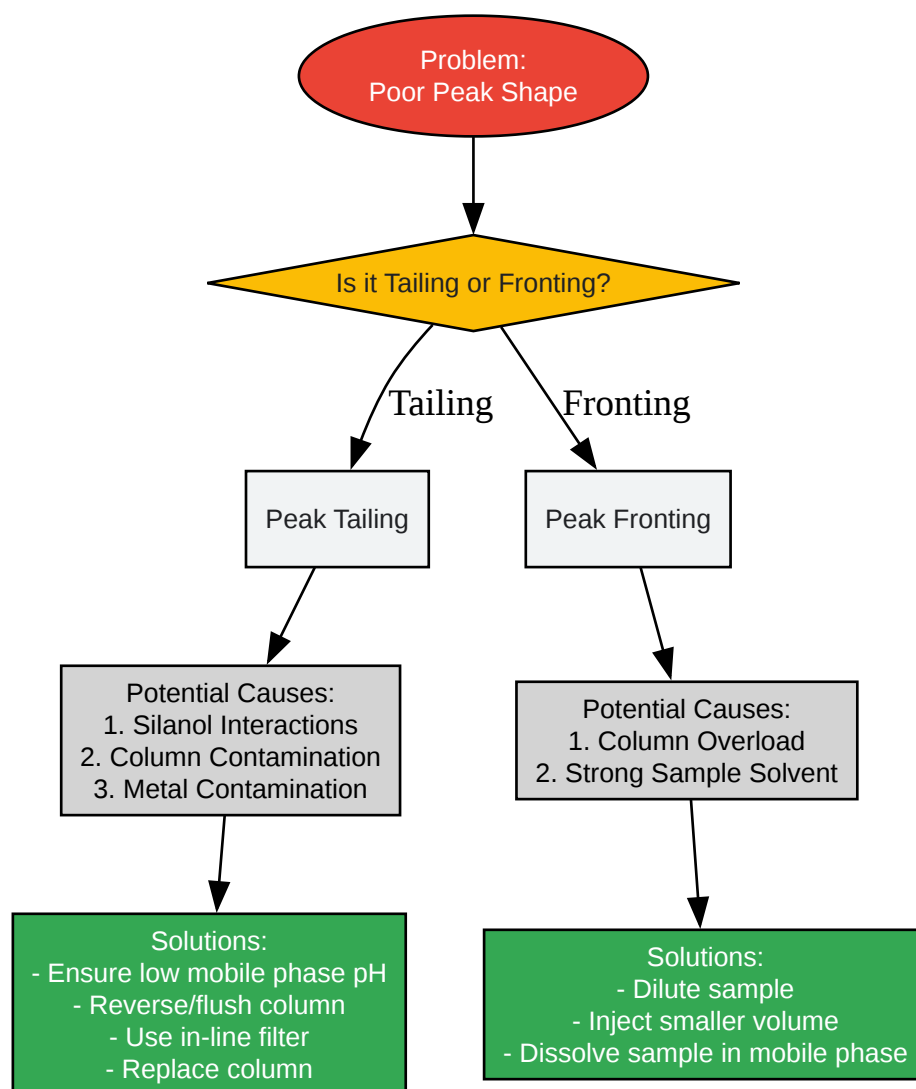 Problem:
Poor Peak Shape
Is it Tailing or Fronting?
Tailing
Fronting
Peak Tailing
Peak Fronting
Potential Causes:
1. Silanol Interactions
2. Column Contamination
3. Metal Contamination
Potential Causes:
1. Column Overload
2. Strong Sample Solvent
Solutions:
- Ensure low mobile phase pH
- Reverse/flush column
- Use in-line filter
- Replace column
Solutions:
- Dilute sample
- Inject smaller volume
- Dissolve sample in mobile phase